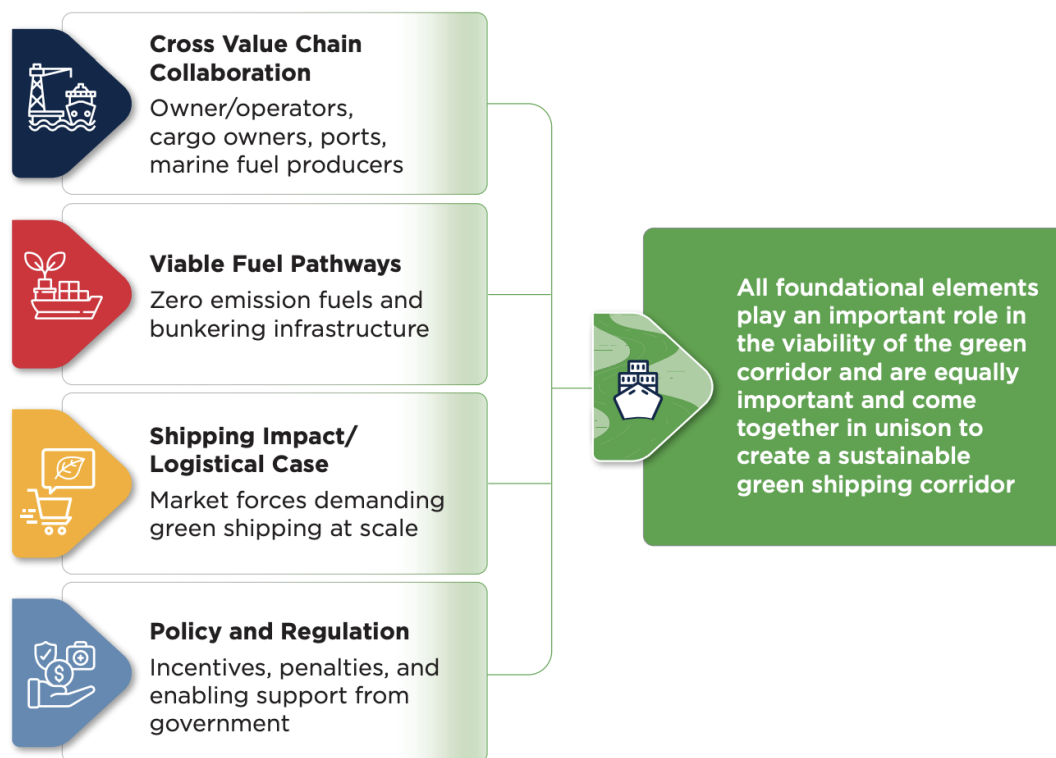 Cross Value Chain
Collaboration
Owner/operators,
cargo owners, ports,
marine fuel producers
Viable Fuel Pathways
Zero emission fuels and
bunkering infrastructure
Shipping Impact/
Logistical Case
Market forces demanding
green shipping at scale
Policy and Regulation
Incentives, penalties, and
enabling support from
government
All foundational elements
play an important role in
the viability of the green
corridor and are equally
important and come
together in unison to
create a sustainable
green shipping corridor